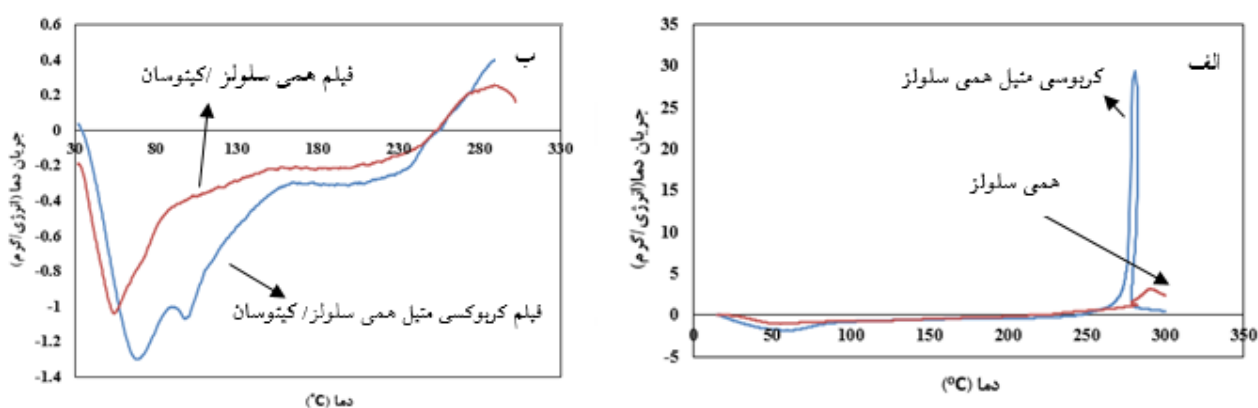 الف
کربوسی متیل همی سلولز
همی سلولز
جریان دما(انرژی/گرم)
35
30
25
20
15
10
5
0
-5
0 50 100 150 200 250 300 350
دما (°C)
ب
فیلم همی سلولز /کیتوسان
فیلم کربوکسی متیل همی سلولز/ کیتوسان
جریان دما (انرژی/گرم)
0.6
0.4
0.2
0
-0.2
-0.4
-0.6
-0.8
-1
-1.2
-1.4
30 80 130 180 230 280 330
دما (°C)